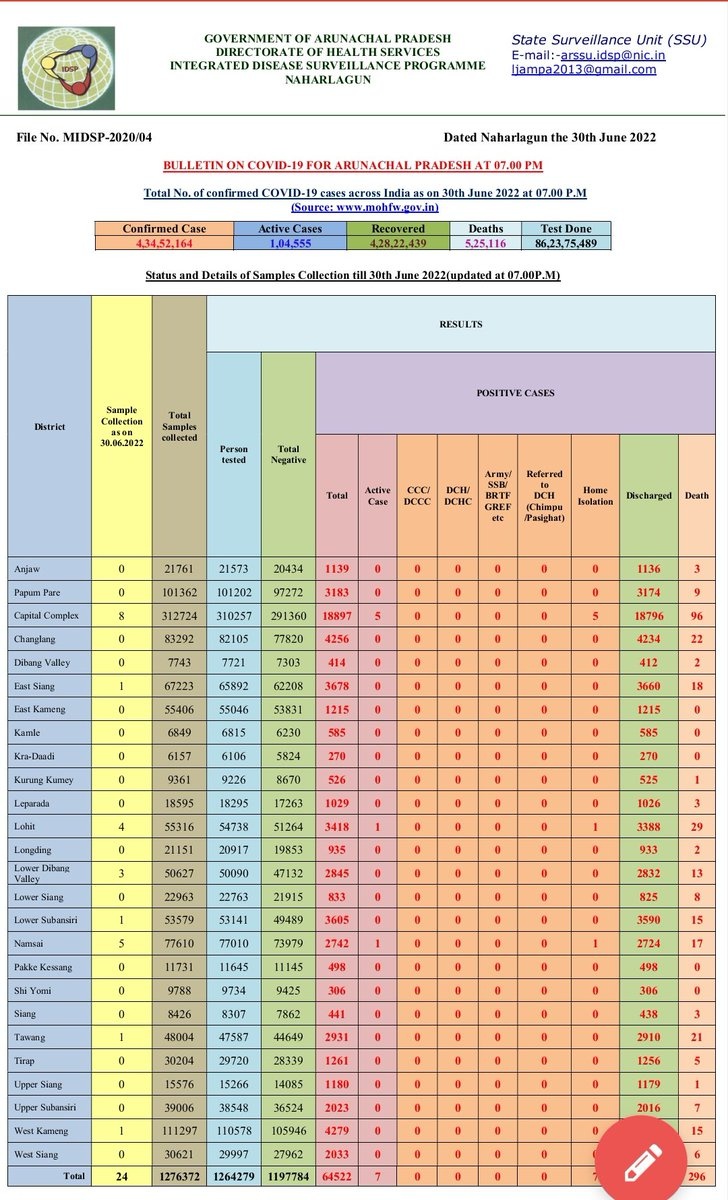 IDSP
GOVERNMENT OF ARUNACHAL PRADESH
DIRECTORATE OF HEALTH SERVICES
INTEGRATED DISEASE SURVEILLANCE PROGRAMME
NAHARLAGUN
State Surveillance Unit (SSU)
E-mail:-arssu.idsp@nic.in
ljampa2013@gmail.com
File No. MIDSP-2020/04 Dated Naharlagun the 30th June 2022
BULLETIN ON COVID-19 FOR ARUNACHAL PRADESH AT 07.00 PM
Total No. of confirmed COVID-19 cases across India as on 30th June 2022 at 07.00 P.M
(Source: www.mohfw.gov.in)
Confirmed Case Active Cases Recovered Deaths Test Done
4,34,52,164 1,04,555 4,28,22,439 5,25,116 86,23,75,489
Status and Details of Samples Collection till 30th June 2022(updated at 07.00P.M)
RESULTS
POSITIVE CASES
District
Sample
Collection
as on
30.06.2022
Total
Samples
collected
Person
tested
Total
Negative
Total
Active
Case
CCC/
DCCC
DCH/
DCHC
Army/
SSB/
BRTF
GREF
etc
Referred
to
DCH
(Chimpu
/Pasighat)
Home
Isolation
Discharged
Death
Anjaw 0 21761 21573 20434 1139 0 0 0 0 0 0 1136 3
Papum Pare 0 101362 101202 97272 3183 0 0 0 0 0 0 3174 9
Capital Complex 8 312724 310257 291360 18897 5 0 0 0 0 5 18796 96
Changlang 0 83292 82105 77820 4256 0 0 0 0 0 0 4234 22
Dibang Valley 0 7743 7721 7303 414 0 0 0 0 0 0 412 2
East Siang 1 67223 65892 62208 3678 0 0 0 0 0 0 3660 18
East Kameng 0 55406 55046 53831 1215 0 0 0 0 0 0 1215 0
Kamle 0 6849 6815 6230 585 0 0 0 0 0 0 585 0
Kra-Daadi 0 6157 6106 5824 270 0 0 0 0 0 0 270 0
Kurung Kumey 0 9361 9226 8670 526 0 0 0 0 0 0 525 1
Leparada 0 18595 18295 17263 1029 0 0 0 0 0 0 1026 3
Lohit 4 55316 54738 51264 3418 1 0 0 0 0 1 3388 29
Longding 0 21151 20917 19853 935 0 0 0 0 0 0 933 2
Lower Dibang
Valley 3 50627 50090 47132 2845 0 0 0 0 0 0 2832 13
Lower Siang 0 22963 22763 21915 833 0 0 0 0 0 0 825 8
Lower Subansiri 1 53579 53141 49489 3605 0 0 0 0 0 0 3590 15
Namsai 5 77610 77010 73979 2742 1 0 0 0 0 1 2724 17
Pakke Kessang 0 11731 11645 11145 498 0 0 0 0 0 0 498 0
Shi Yomi 0 9788 9734 9425 306 0 0 0 0 0 0 306 0
Siang 0 8426 8307 7862 441 0 0 0 0 0 0 438 3
Tawang 1 48004 47587 44649 2931 0 0 0 0 0 0 2910 21
Tirap 0 30204 29720 28339 1261 0 0 0 0 0 0 1256 5
Upper Siang 0 15576 15266 14085 1180 0 0 0 0 0 0 1179 1
Upper Subansiri 0 39006 38548 36524 2023 0 0 0 0 0 0 2016 7
West Kameng 1 111297 110578 105946 4279 0 0 0 0 0 0 15
West Siang 0 30621 29997 27962 2033 0 0 0 0 0 6
Total 24 1276372 1264279 1197784 64522 7 0 0 0 0 296